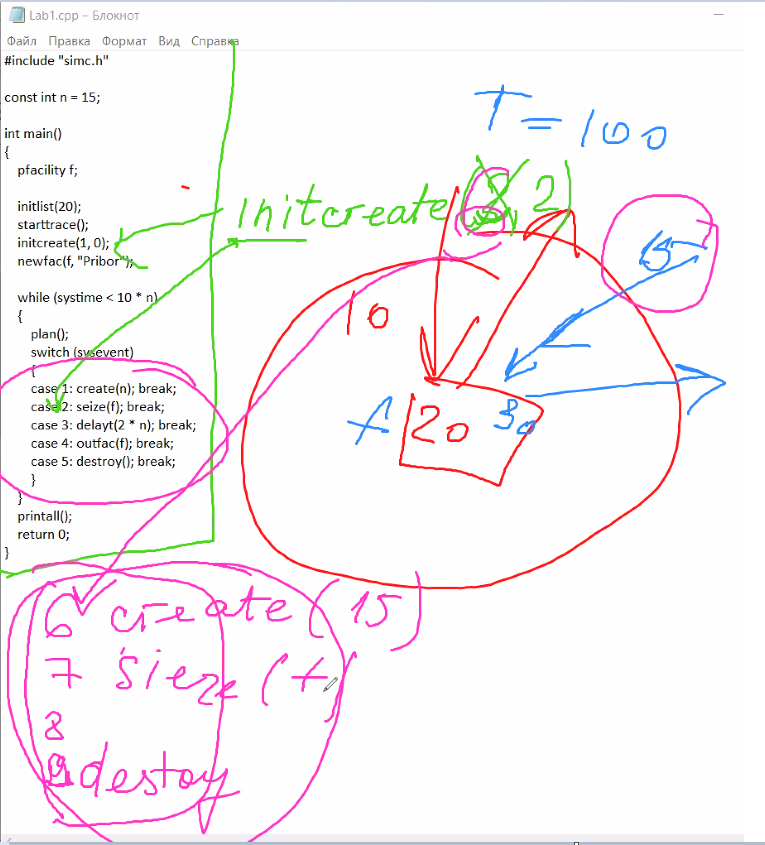 Lab1.cpp – Блокнот
Файл Правка Формат Вид Справка
#include "simc.h"
const int n = 15;
int main()
{
pfacility f;
initlist(20);
starttrace();
initcreate(1, 0);
newfac(f, "Pribor");
while (systime < 10 * n)
{
plan();
switch (sysevent)
{
case 1: create(n); break;
case 2: seize(f); break;
case 3: delayt(2 * n); break;
case 4: outfac(f); break;
case 5: destroy(); break;
}
}
printall();
return 0;
}
T = 100
initcreate( , 2)
15
10
f 20 30
6 create (15)
7 sieze (f)
8
9 destoy